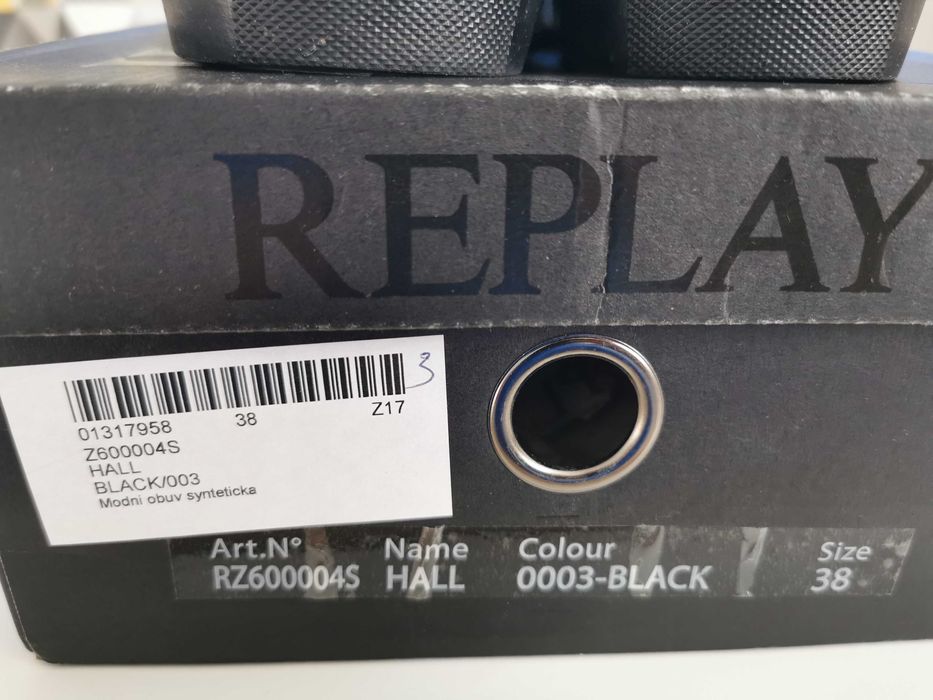 REPLAY
3
01317958 38 Z17
Z600004S
HALL
BLACK/003
Modni obuv synteticka
Art.N° Name Colour Size
RZ600004S HALL 0003-BLACK 38